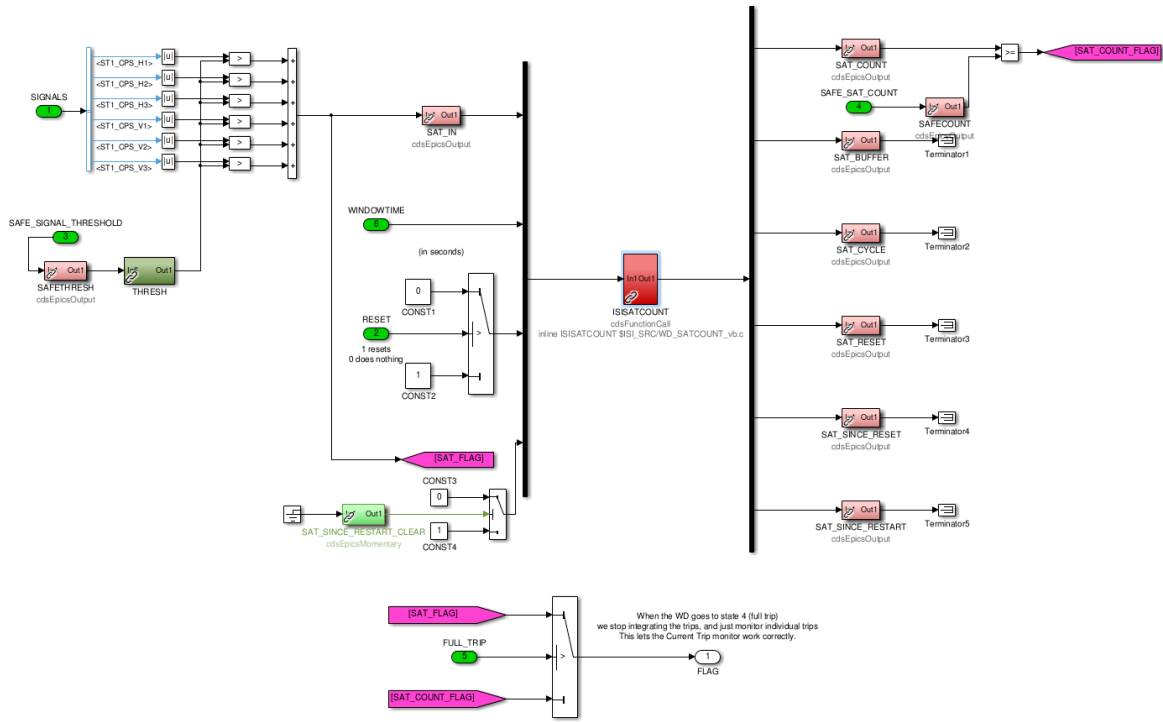 SIGNALS
1
<ST1_CPS_H1>
<ST1_CPS_H2>
<ST1_CPS_H3>
<ST1_CPS_V1>
<ST1_CPS_V2>
<ST1_CPS_V3>
|u|
|u|
|u|
|u|
|u|
|u|
>
>
>
>
>
>
+
+
+
+
+
+
SAFE_SIGNAL_THRESHOLD
3
Out1
SAFETHRESH
cdsEpicsOutput
Out1
THRESH
Out1
SAT_IN
cdsEpicsOutput
WINDOWTIME
6
(in seconds)
0
CONST1
RESET
2
1 resets
0 does nothing
>
1
CONST2
[SAT_FLAG]
CONST3
0
Out1
SAT_SINCE_RESTART_CLEAR
cdsEpicsMomentary
1
CONST4
In1 Out1
ISISATCOUNT
cdsFunctionCall
inline ISISATCOUNT $ISI_SRC/WD_SATCOUNT_vb.c
Out1
SAT_COUNT
cdsEpicsOutput
>=
[SAT_COUNT_FLAG]
SAFE_SAT_COUNT
4
Out1
SAFECOUNT
cdsEpicsOutput
Out1
SAT_BUFFER
cdsEpicsOutput
Terminator1
Out1
SAT_CYCLE
cdsEpicsOutput
Terminator2
Out1
SAT_RESET
cdsEpicsOutput
Terminator3
Out1
SAT_SINCE_RESET
cdsEpicsOutput
Terminator4
Out1
SAT_SINCE_RESTART
cdsEpicsOutput
Terminator5
[SAT_FLAG]
FULL_TRIP
5
>
[SAT_COUNT_FLAG]
When the WD goes to state 4 (full trip)
we stop integrating the trips, and just monitor individual trips
This lets the Current Trip monitor work correctly.
1
FLAG